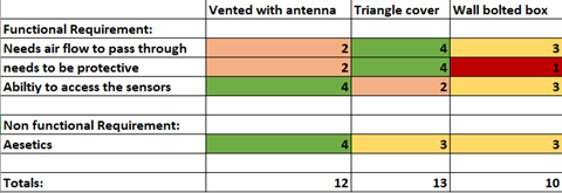 Vented with antenna Triangle cover Wall bolted box
Functional Requirement:
Needs air flow to pass through 2 4 3
needs to be protective 2 4 1
Abiltiy to access the sensors 4 2 3
Non functional Requirement:
Aesetics 4 3 3
Totals: 12 13 10